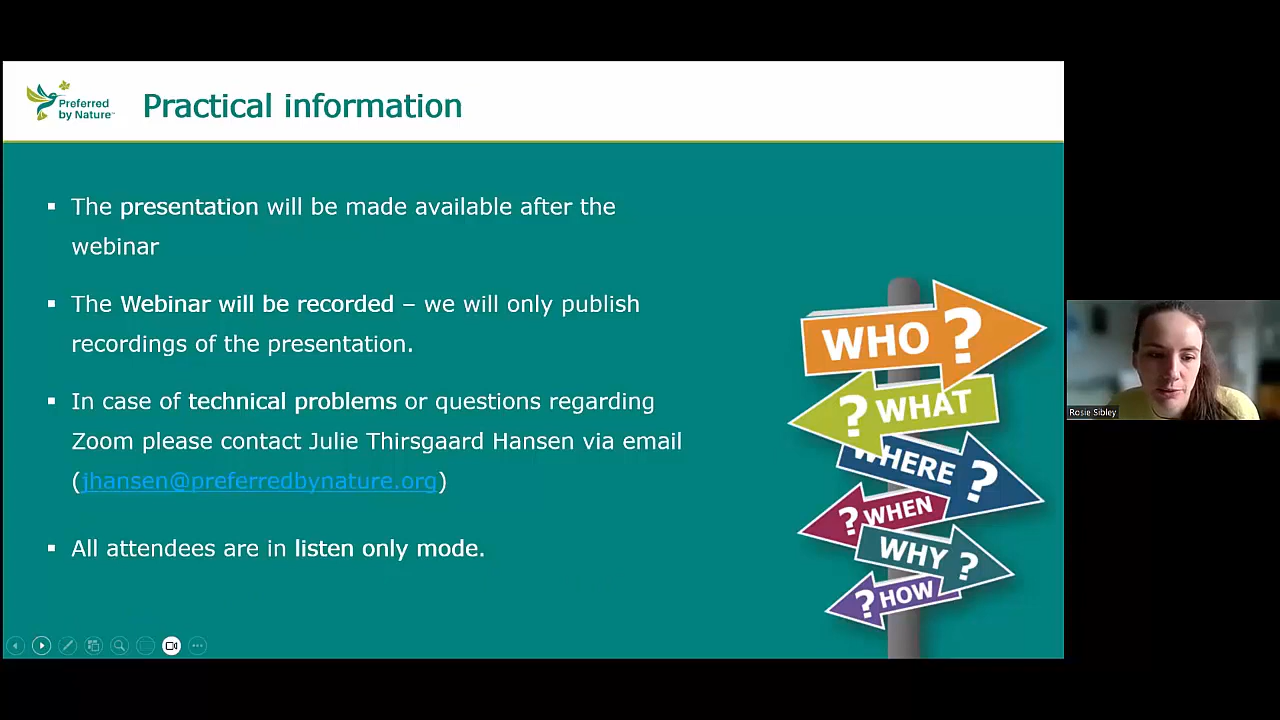 Preferred
by Nature™
Practical information
▪ The presentation will be made available after the
webinar
▪ The Webinar will be recorded – we will only publish
recordings of the presentation.
▪ In case of technical problems or questions regarding
Zoom please contact Julie Thirsgaard Hansen via email
(jhansen@preferredbynature.org)
▪ All attendees are in listen only mode.
WHO ?
? WHAT
WHERE ?
? WHEN
WHY ?
? HOW
Rosie Sibley